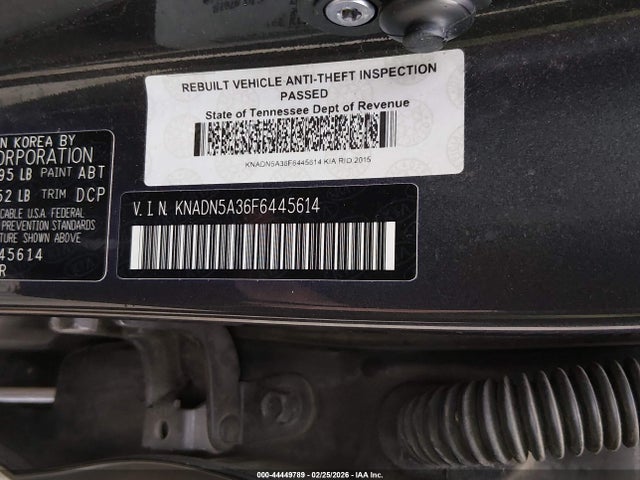 REBUILT VEHICLE ANTI-THEFT INSPECTION
PASSED
State of Tennessee Dept of Revenue
KNADN5A36F6445614 KIA RIO 2015
N KOREA BY
ORPORATION
95 LB PAINT ABT
52 LB TRIM DCP
CABLE U.S.A FEDERAL
PREVENTION STANDARDS
TURE SHOWN ABOVE
45614
R
V.I.N. KNADN5A36F6445614
000-44449789 - 02/25/2026 - IAA Inc.